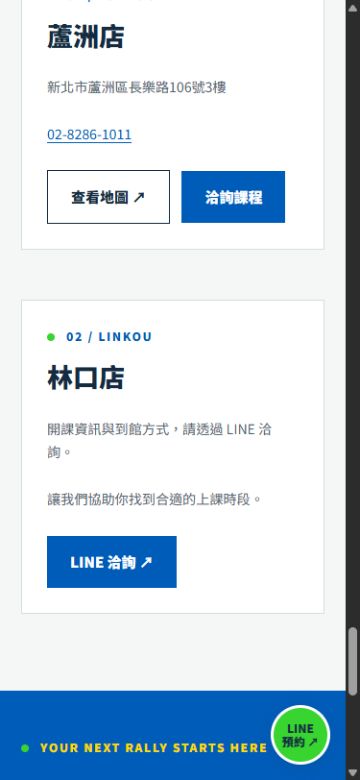 蘆洲店
新北市蘆洲區長樂路106號3樓
02-8286-1011
查看地圖 ↗
洽詢課程
02 / LINKOU
林口店
開課資訊與到館方式，請透過 LINE 洽
詢。
讓我們協助你找到合適的上課時段。
LINE 洽詢 ↗
YOUR NEXT RALLY STARTS HERE
LINE
預約 ↗